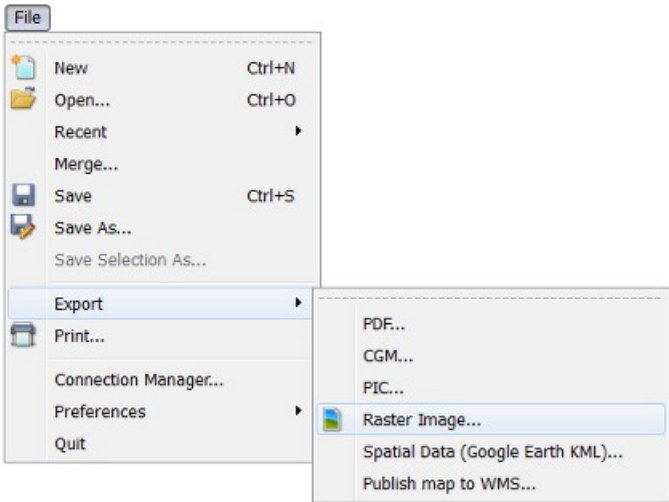 File
New Ctrl+N
Open... Ctrl+O
Recent
Merge...
Save Ctrl+S
Save As...
Save Selection As...
Export
Print...
Connection Manager...
Preferences
Quit
PDF...
CGM...
PIC...
Raster Image...
Spatial Data (Google Earth KML)...
Publish map to WMS...